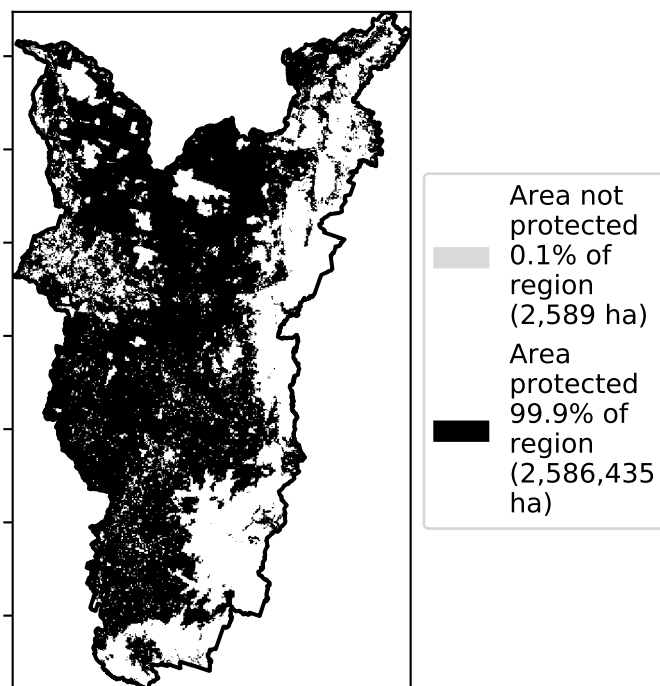 Area not
protected
0.1% of
region
(2,589 ha)
Area
protected
99.9% of
region
(2,586,435
ha)